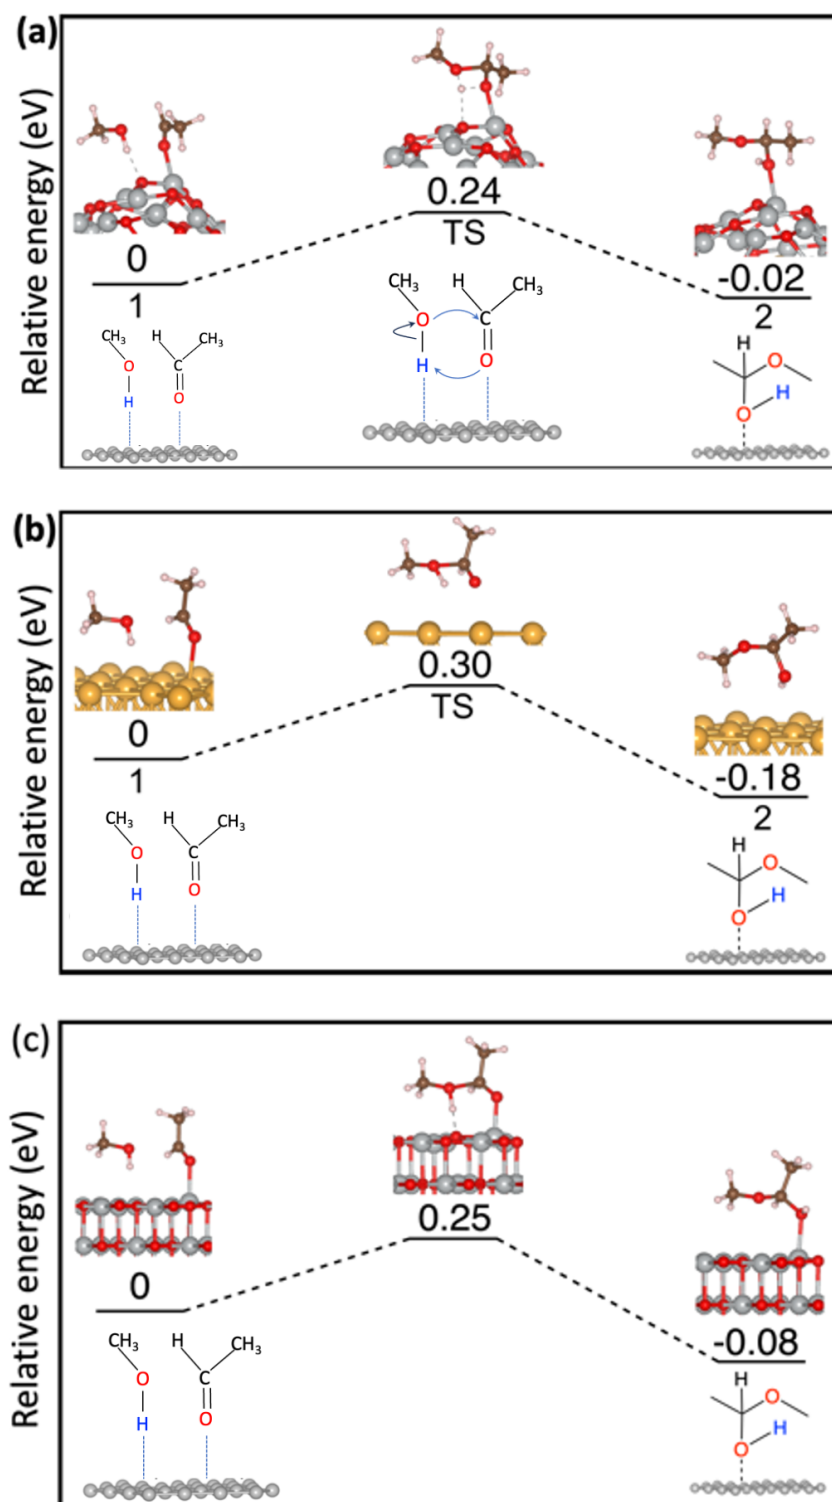 (a)
Relative energy (eV)
0
1
0.24
TS
-0.02
2
CH₃
H
CH₃
O
C
H
O
CH₃
H
CH₃
O
C
H
O
H
O
H
O
(b)
Relative energy (eV)
0
1
0.30
TS
-0.18
2
CH₃
H
CH₃
O
C
H
O
H
O
H
O
(c)
Relative energy (eV)
0
0.25
-0.08
CH₃
H
CH₃
O
C
H
O
H
O
H
O